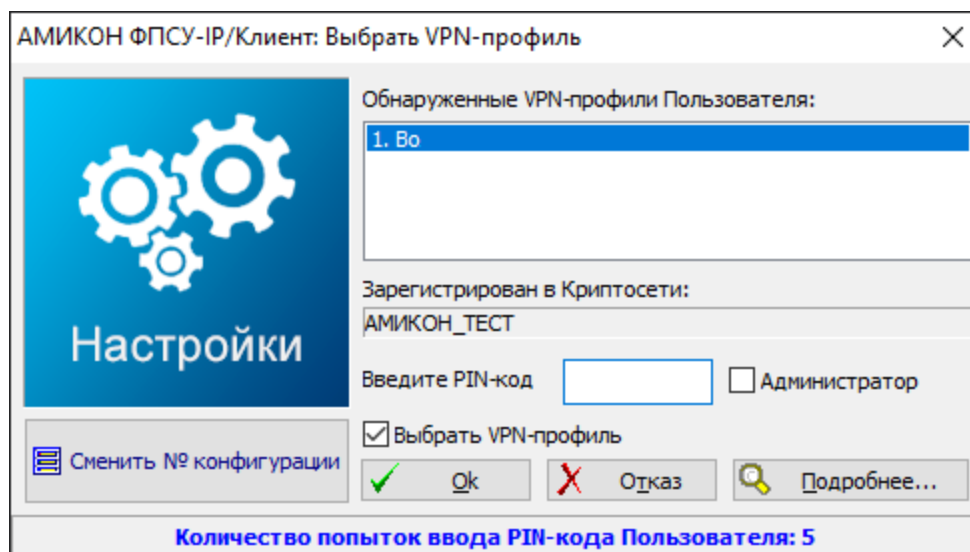 АМИКОН ФПСУ-IP/Клиент: Выбрать VPN-профиль
Обнаруженные VPN-профили Пользователя:
1. Во
Зарегистрирован в Криптосети:
АМИКОН_ТЕСТ
Настройки
Введите PIN-код
Администратор
Выбрать VPN-профиль
Сменить № конфигурации
Ok
Отказ
Подробнее...
Количество попыток ввода PIN-кода Пользователя: 5